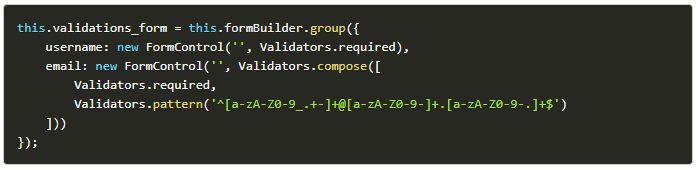 this.validations_form = this.formBuilder.group({
username: new FormControl('', Validators.required),
email: new FormControl('', Validators.compose([
Validators.required,
Validators.pattern('^[a-zA-Z0-9_.+-]+@[a-zA-Z0-9-]+.[a-zA-Z0-9-.]+$')
]))
});